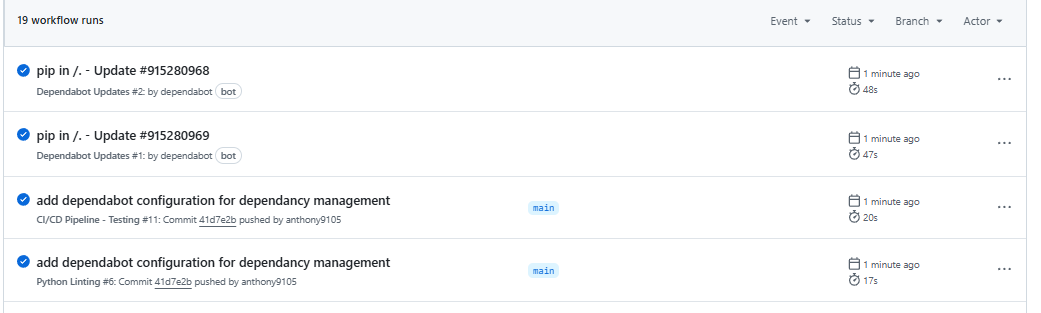 19 workflow runs
Event Status Branch Actor
pip in /. - Update #915280968
Dependabot Updates #2: by dependabot bot
1 minute ago
48s
pip in /. - Update #915280969
Dependabot Updates #1: by dependabot bot
1 minute ago
47s
add dependabot configuration for dependancy management
CI/CD Pipeline - Testing #11: Commit 41d7e2b pushed by anthony9105
main
1 minute ago
20s
add dependabot configuration for dependancy management
Python Linting #6: Commit 41d7e2b pushed by anthony9105
main
1 minute ago
17s